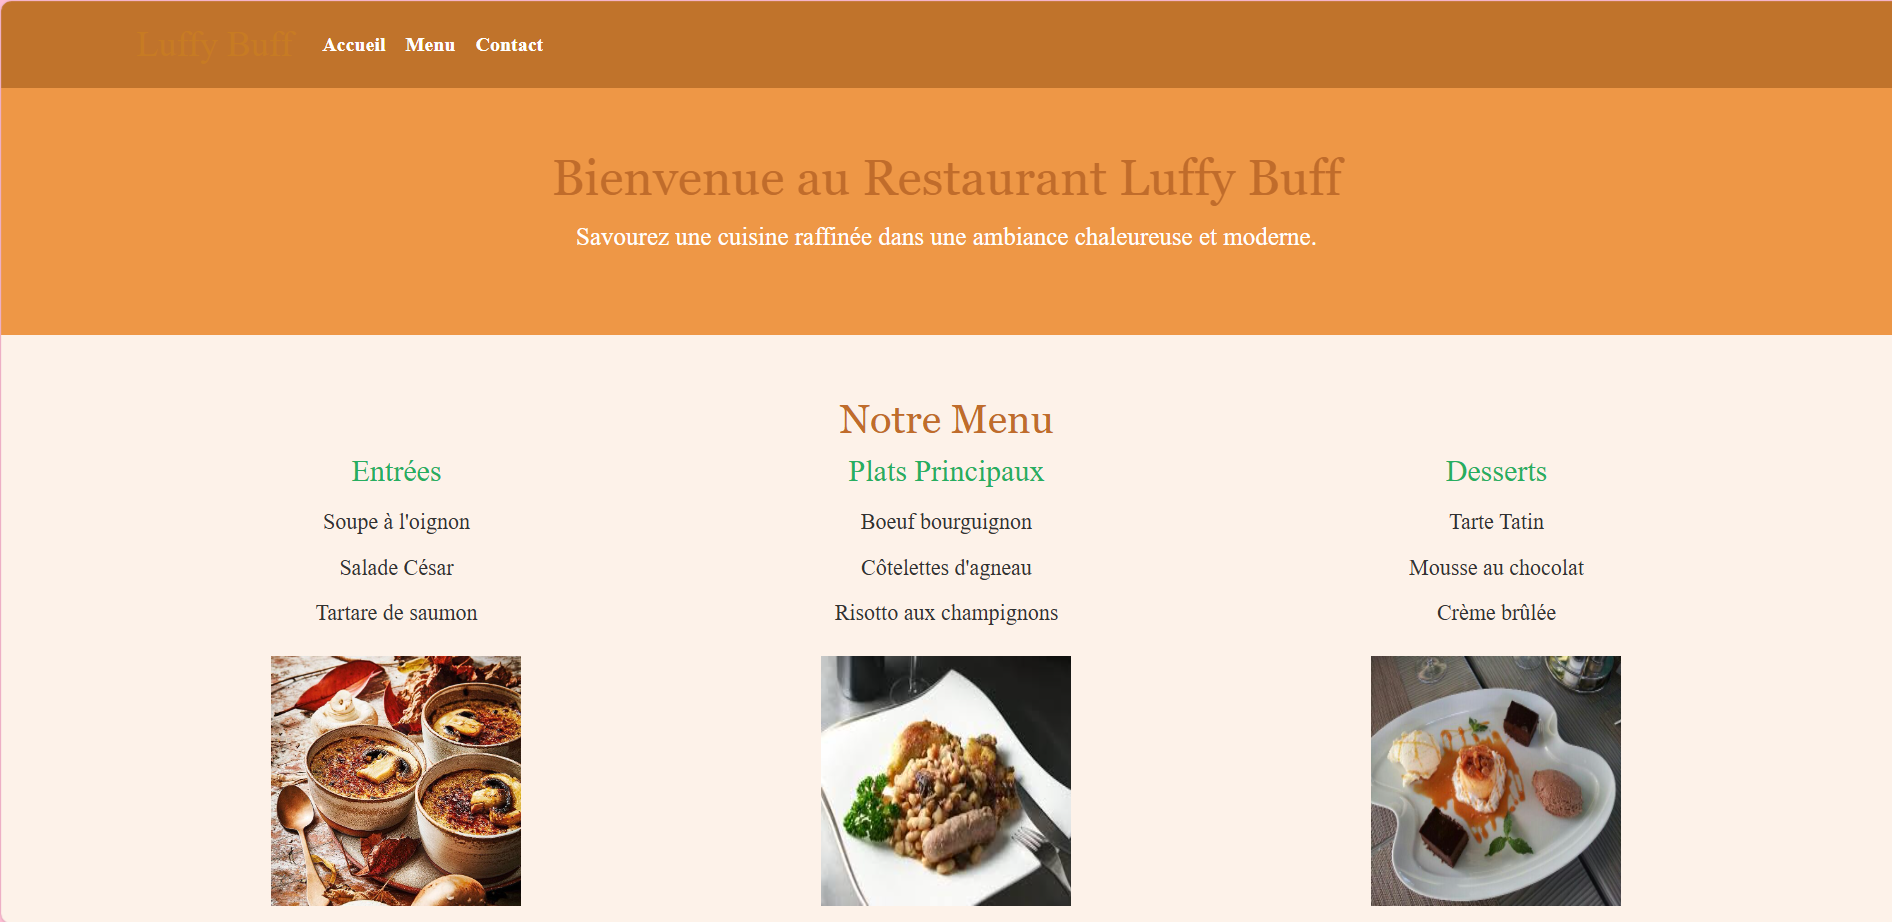 Luffy Buff Accueil Menu Contact
Bienvenue au Restaurant Luffy Buff
Savourez une cuisine raffinée dans une ambiance chaleureuse et moderne.
Notre Menu
Entrées
Soupe à l'oignon
Salade César
Tartare de saumon
Plats Principaux
Boeuf bourguignon
Côtelettes d'agneau
Risotto aux champignons
Desserts
Tarte Tatin
Mousse au chocolat
Crème brûlée